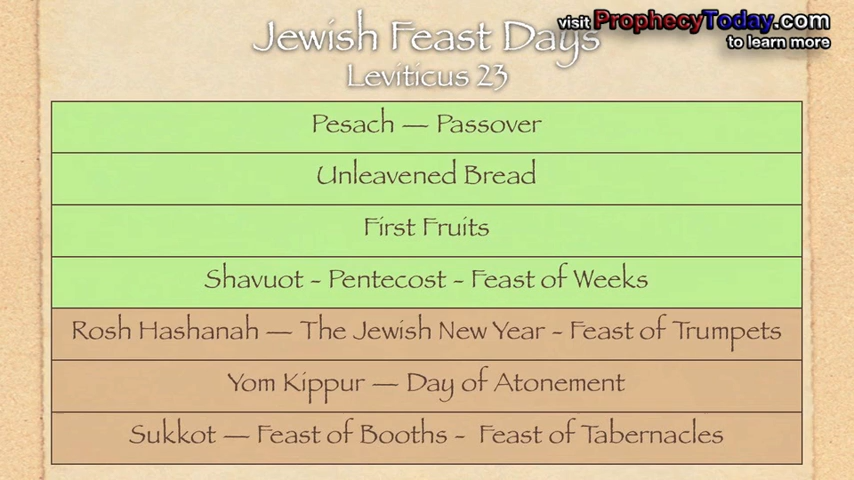 visit ProphecyToday.com
to learn more
Jewish Feast Days
Leviticus 23
Pesach — Passover
Unleavened Bread
First Fruits
Shavuot - Pentecost - Feast of Weeks
Rosh Hashanah — The Jewish New Year - Feast of Trumpets
Yom Kippur — Day of Atonement
Sukkot — Feast of Booths - Feast of Tabernacles